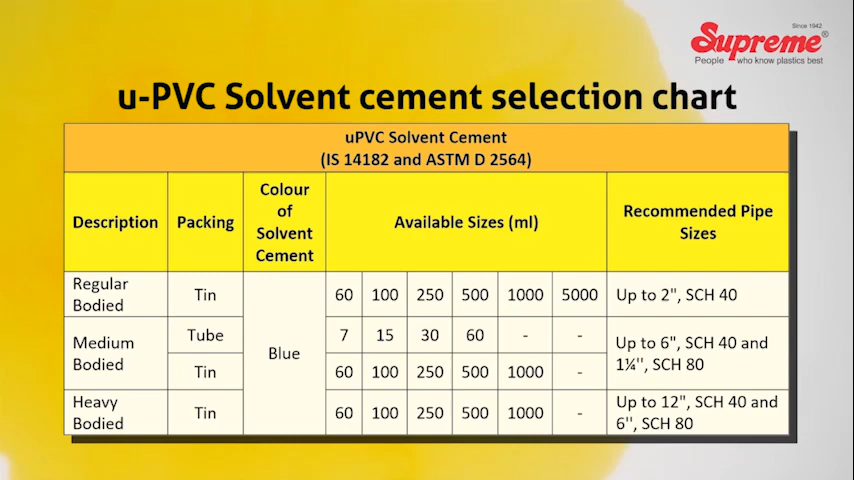 Since 1942
Supreme®
People who know plastics best
u-PVC Solvent cement selection chart
uPVC Solvent Cement
(IS 14182 and ASTM D 2564)
Description
Packing
Colour
of
Solvent
Cement
Available Sizes (ml)
Recommended Pipe
Sizes
Regular
Bodied
Tin
60 100 250 500 1000 5000
Up to 2", SCH 40
Medium
Bodied
Tube
7 15 30 60 - -
Tin
60 100 250 500 1000 -
Up to 6", SCH 40 and
1¼", SCH 80
Blue
Heavy
Bodied
Tin
60 100 250 500 1000 -
Up to 12", SCH 40 and
6", SCH 80